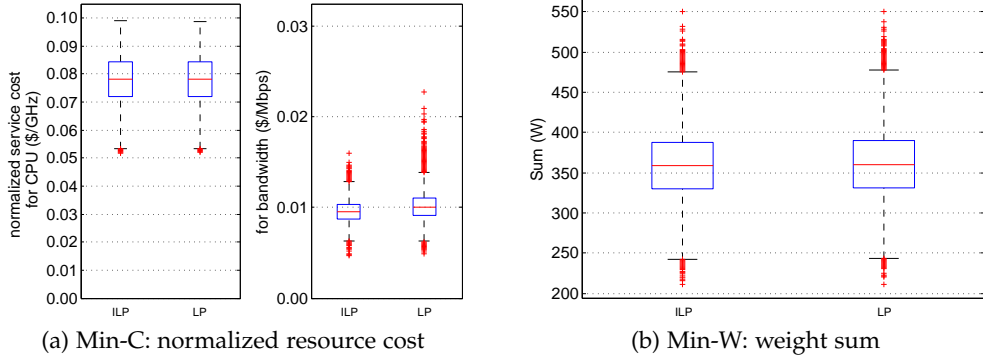 normalized service cost
for CPU ($/GHz)
0.10
0.09
0.08
0.07
0.06
0.05
0.04
0.03
0.02
0.10
0.00
ILP
LP
for bandwidth ($/Mbps)
0.03
0.02
0.01
0.00
ILP
LP
(a) Min-C: normalized resource cost
Sum (W)
550
500
450
400
350
300
250
200
ILP
LP
(b) Min-W: weight sum